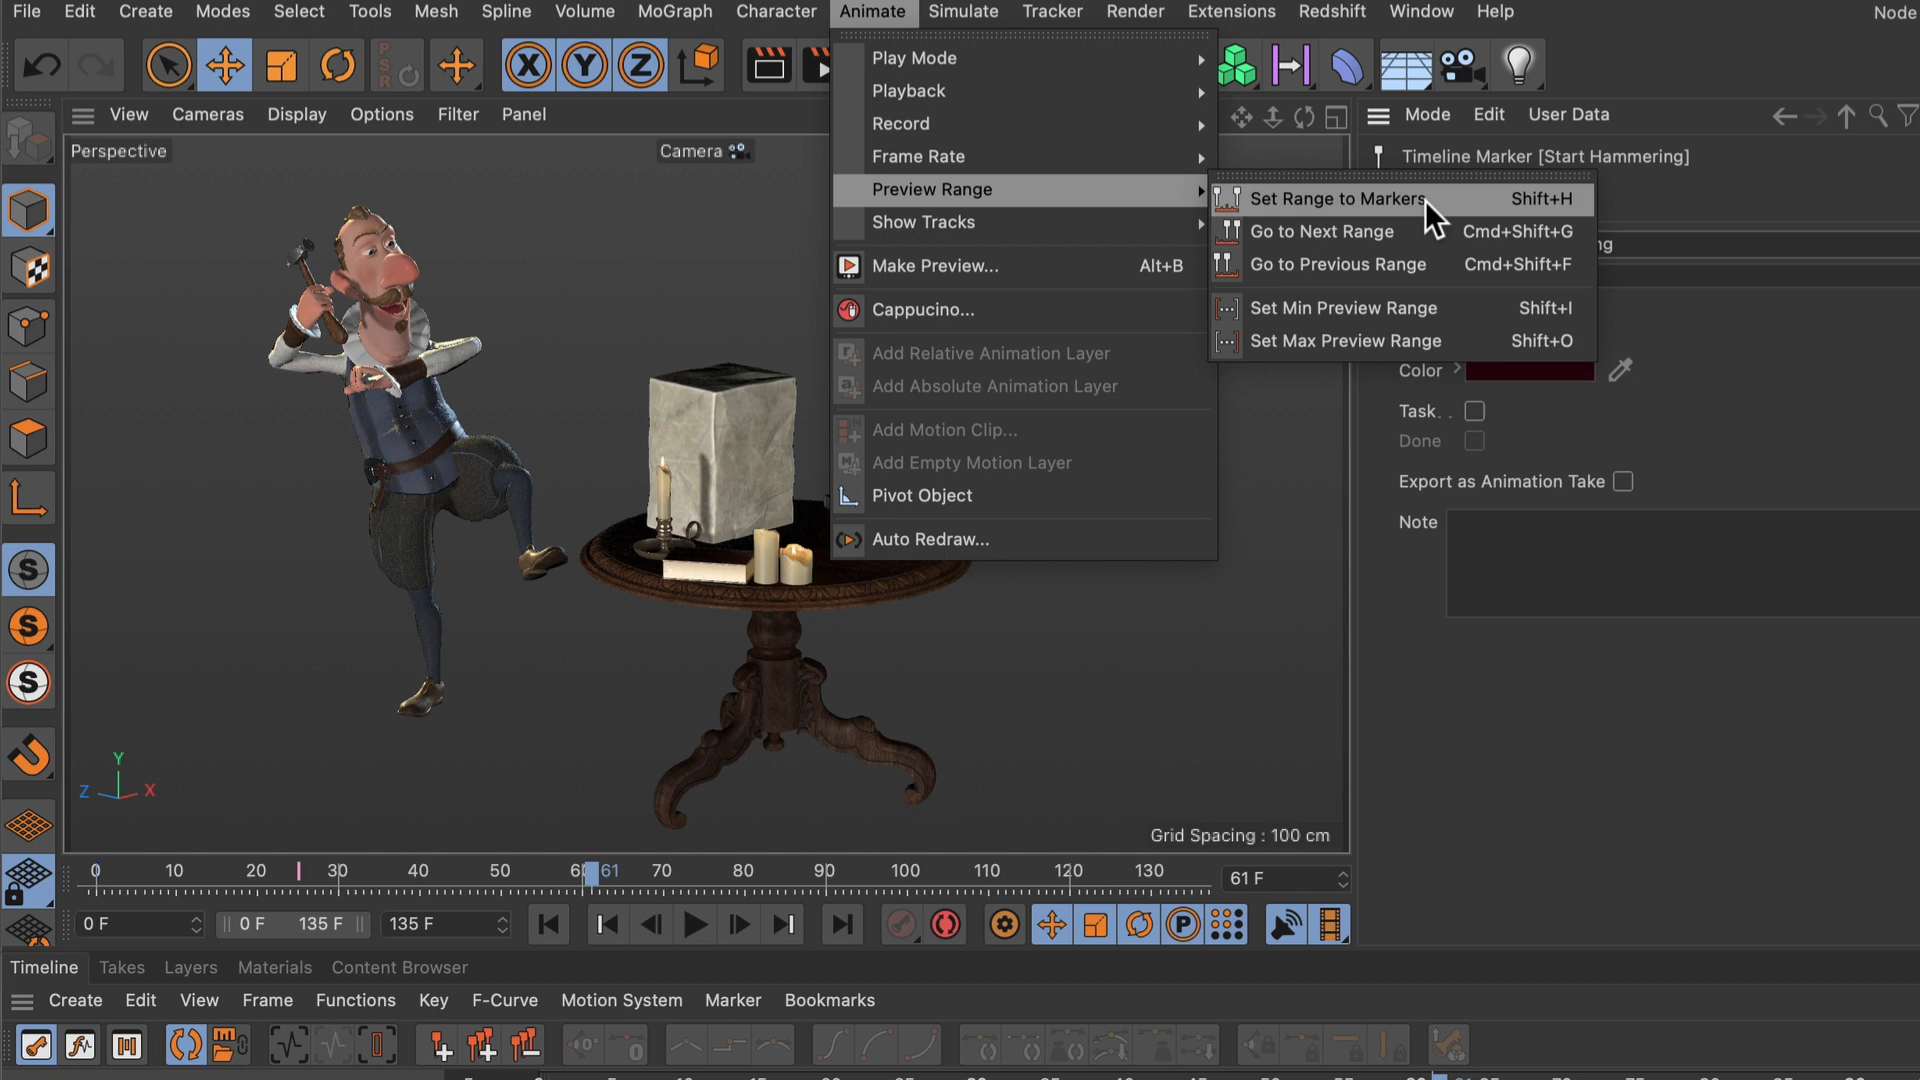 File Edit Create Modes Select Tools Mesh Spline Volume MoGraph Character Animate Simulate Tracker Render Extensions Redshift Window Help Node
PSR X Y Z
View Cameras Display Options Filter Panel
Mode Edit User Data
Perspective
Camera
Timeline Marker [Start Hammering]
Play Mode
Playback
Record
Frame Rate
Preview Range
Show Tracks
Make Preview... Alt+B
Cappucino...
Add Relative Animation Layer
Add Absolute Animation Layer
Add Motion Clip...
Add Empty Motion Layer
Pivot Object
Auto Redraw...
Set Range to Markers Shift+H
Go to Next Range Cmd+Shift+G
Go to Previous Range Cmd+Shift+F
Set Min Preview Range Shift+I
Set Max Preview Range Shift+O
ng
Color
Task. .
Done
Export as Animation Take
Note
S
S
S
Y
Z X
Grid Spacing : 100 cm
0 10 20 30 40 50 61 70 80 90 100 110 120 130
61 F
0 F 0 F 135 F 135 F
P
Timeline Takes Layers Materials Content Browser
Create Edit View Frame Functions Key F-Curve Motion System Marker Bookmarks